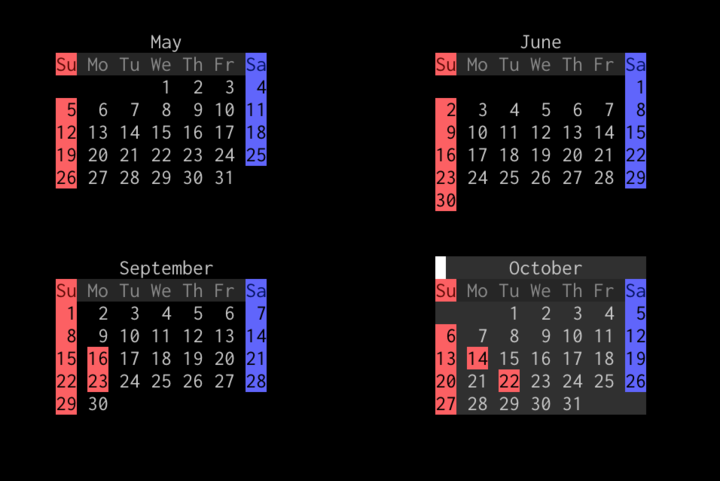 May
Su Mo Tu We Th Fr Sa
1 2 3 4
5 6 7 8 9 10 11
12 13 14 15 16 17 18
19 20 21 22 23 24 25
26 27 28 29 30 31
June
Su Mo Tu We Th Fr Sa
1
2 3 4 5 6 7 8
9 10 11 12 13 14 15
16 17 18 19 20 21 22
23 24 25 26 27 28 29
30
September
Su Mo Tu We Th Fr Sa
1 2 3 4 5 6 7
8 9 10 11 12 13 14
15 16 17 18 19 20 21
22 23 24 25 26 27 28
29 30
October
Su Mo Tu We Th Fr Sa
1 2 3 4 5
6 7 8 9 10 11 12
13 14 15 16 17 18 19
20 21 22 23 24 25 26
27 28 29 30 31